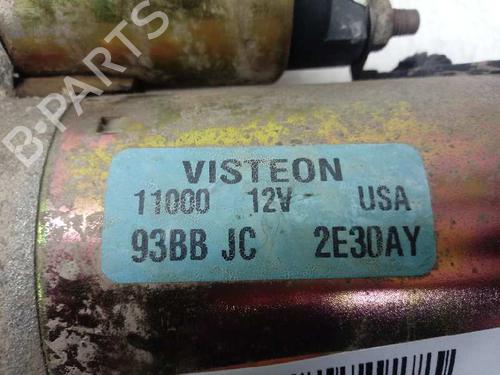 VISTEON
11000 12V USA
93BB JC 2E30AY
B-PARTS